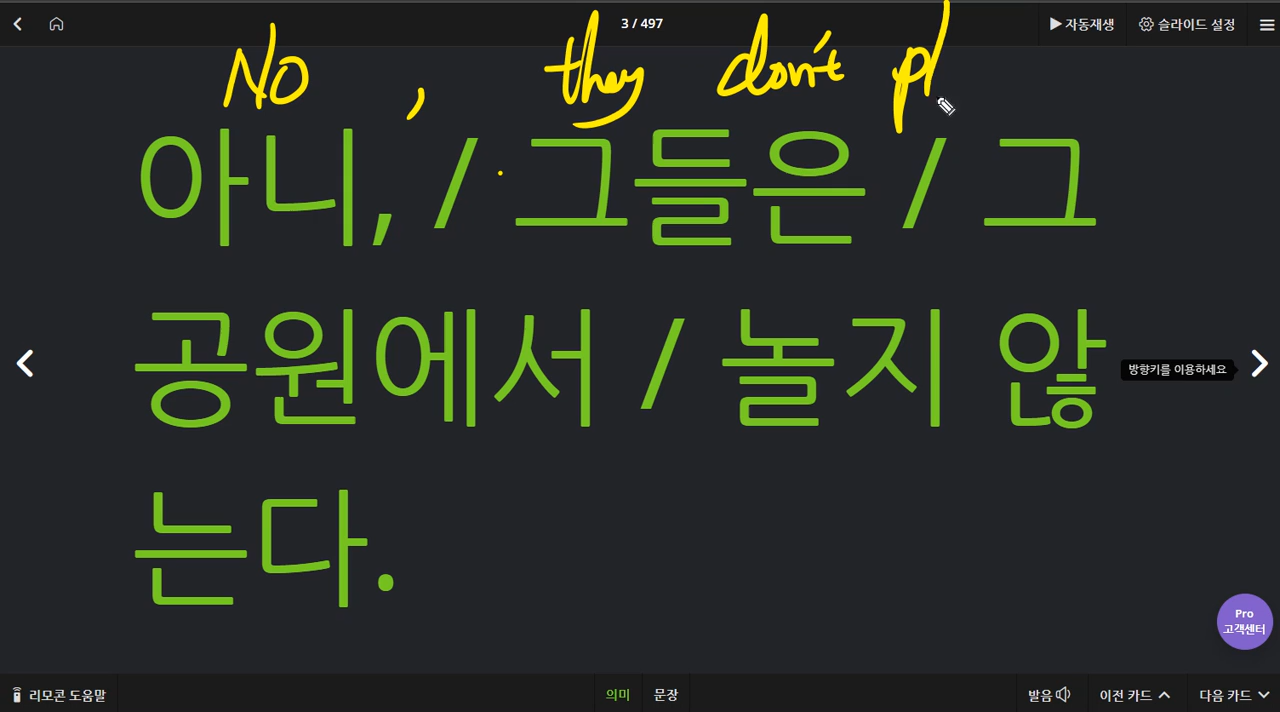 3 / 497
자동재생
슬라이드 설정
No , they don't pl
아니, / 그들은 / 그
공원에서 / 놀지 않
는다.
방향키를 이용하세요
Pro
고객센터
리모콘 도움말
의미
문장
발음
이전 카드
다음 카드